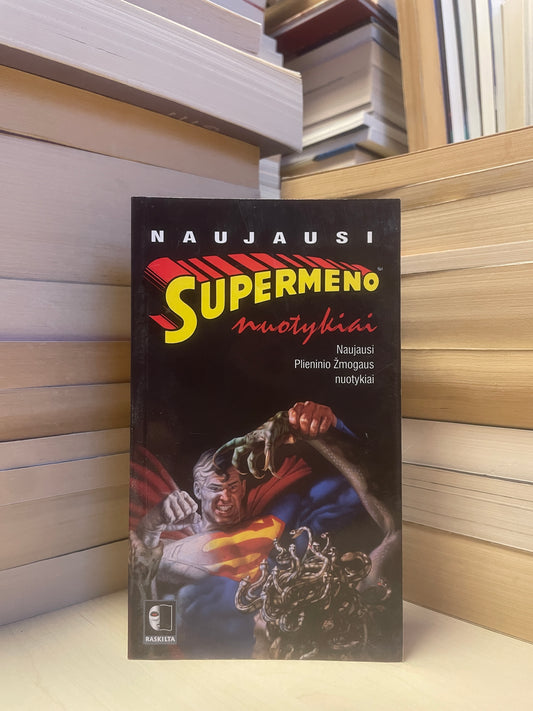 NAUJAUSI
SUPERMENO
nuotykiai
Naujausi
Plieninio Žmogaus
nuotykiai
RASKILTA